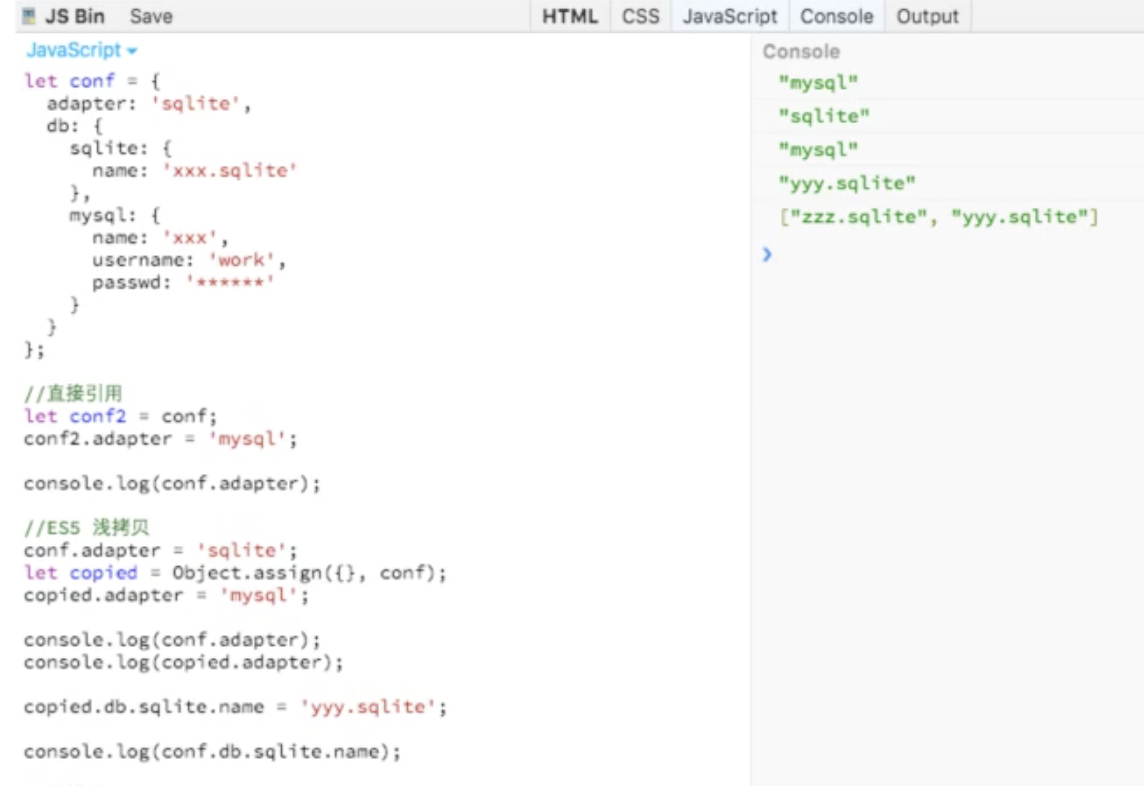 JS Bin Save HTML CSS JavaScript Console Output
JavaScript
let conf = {
  adapter: 'sqlite',
  db: {
    sqlite: {
      name: 'xxx.sqlite'
    },
    mysql: {
      name: 'xxx',
      username: 'work',
      passwd: '******'
    }
  }
};
//直接引用
let conf2 = conf;
conf2.adapter = 'mysql';
console.log(conf.adapter);
//ES5 浅拷贝
conf.adapter = 'sqlite';
let copied = Object.assign({}, conf);
copied.adapter = 'mysql';
console.log(conf.adapter);
console.log(copied.adapter);
copied.db.sqlite.name = 'yyy.sqlite';
console.log(conf.db.sqlite.name);
Console
"mysql"
"sqlite"
"mysql"
"yyy.sqlite"
["zzz.sqlite", "yyy.sqlite"]